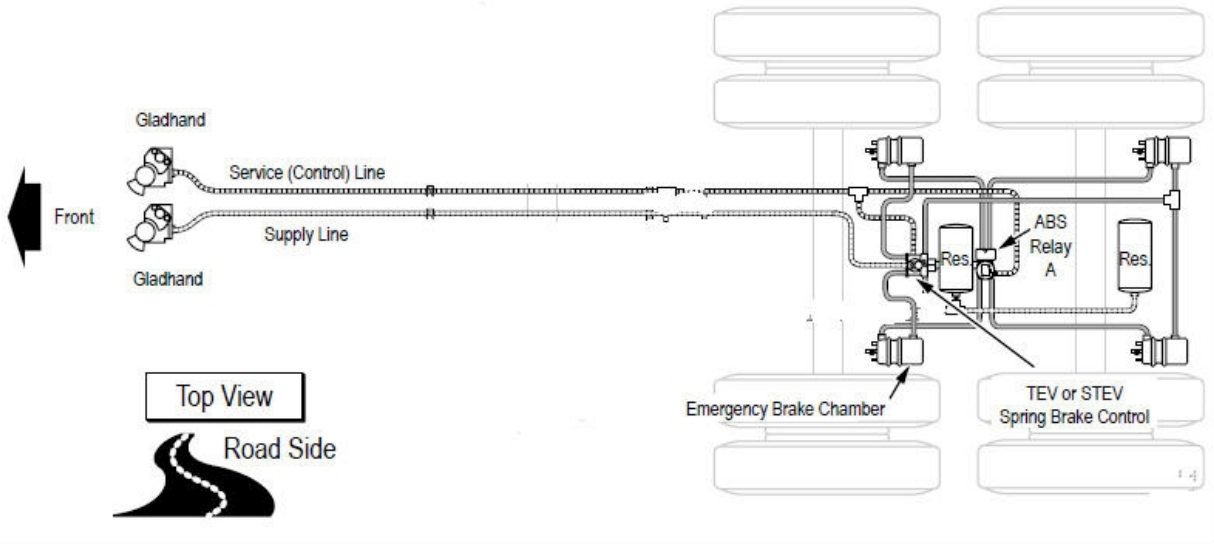 Gladhand
Service (Control) Line
Front
Supply Line
Gladhand
ABS
Relay
A
Res.
Res.
Top View
Road Side
Emergency Brake Chamber
TEV or STEV
Spring Brake Control